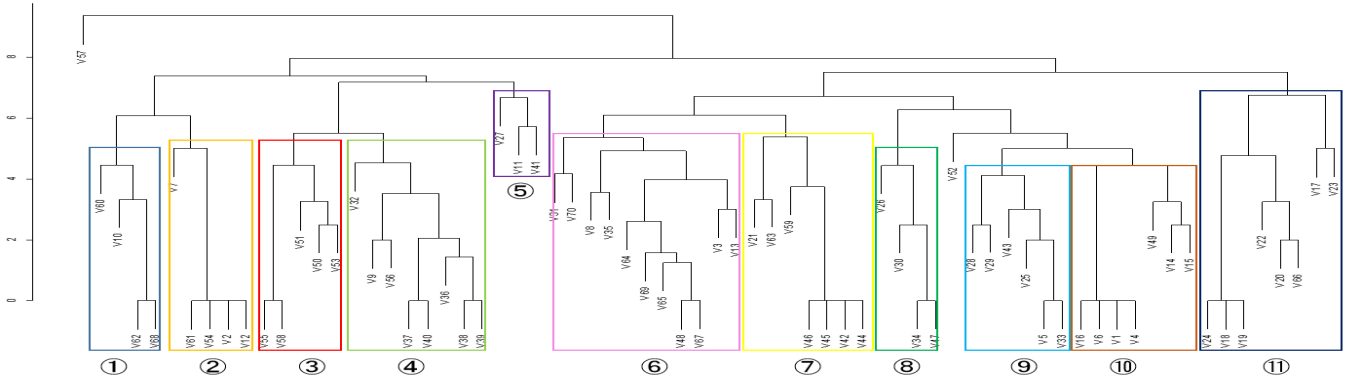 8
6
4
2
0
V57
V60
V10
V62
V68
V7
V61
V54
V2
V12
V55
V58
V51
V50
V53
V32
V9
V56
V37
V40
V36
V38
V39
V27
V11
V41
V31
V70
V8
V35
V64
V69
V65
V48
V67
V3
V13
V21
V63
V59
V46
V45
V42
V44
V26
V30
V34
V47
V52
V28
V29
V43
V25
V5
V33
V16
V6
V1
V4
V49
V14
V15
V24
V18
V19
V22
V20
V66
V17
V23
① ② ③ ④ ⑤ ⑥ ⑦ ⑧ ⑨ ⑩ ⑪